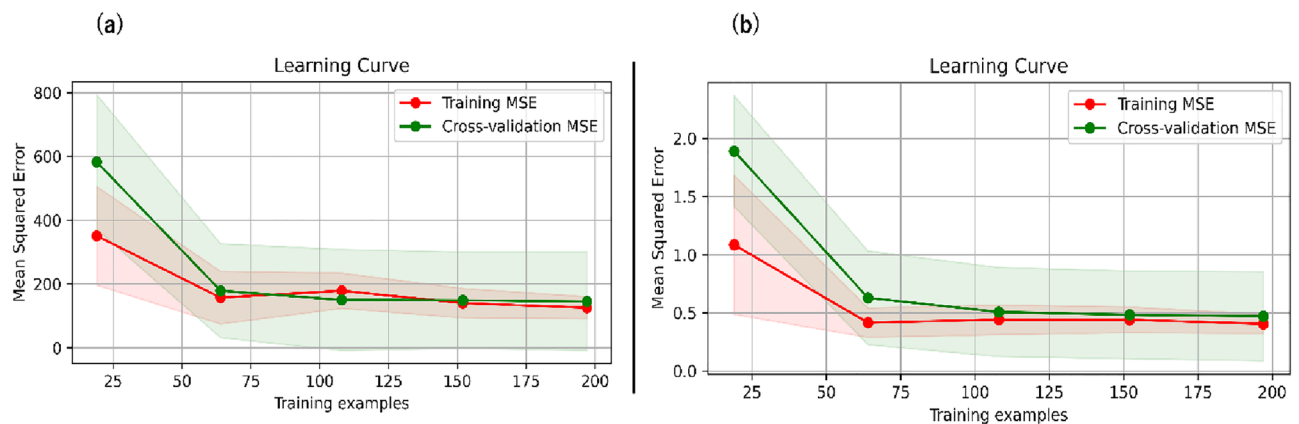 (a)
Learning Curve
Training MSE
Cross-validation MSE
Mean Squared Error
800
600
400
200
0
25 50 75 100 125 150 175 200
Training examples
(b)
Learning Curve
Training MSE
Cross-validation MSE
Mean Squared Error
2.0
1.5
1.0
0.5
0.0
25 50 75 100 125 150 175 200
Training examples